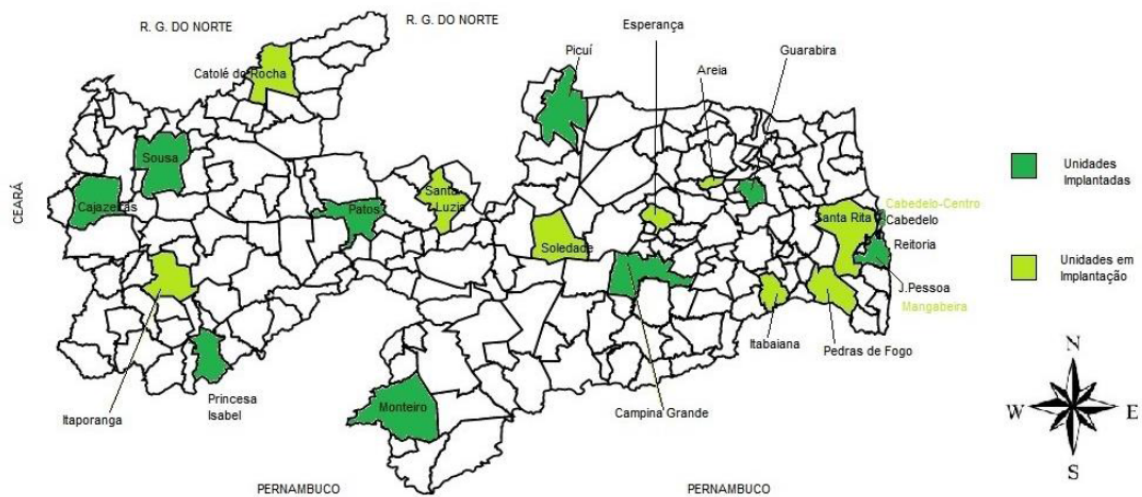 R. G. DO NORTE
R. G. DO NORTE
Esperança
Picuí
Guarabira
Areia
Catolé do Rocha
Sousa
CEARÁ
Cajazeiras
Patos
Santa
Luzia
Soledade
Santa Rita
Cabedelo-Centro
Cabedelo
Reitoria
J.Pessoa
Mangabeira
Unidades
Implantadas
Unidades em
Implantação
Itaporanga
Princesa
Isabel
Monteiro
Campina Grande
Itabaiana
Pedras de Fogo
PERNAMBUCO
PERNAMBUCO
N
W
E
S